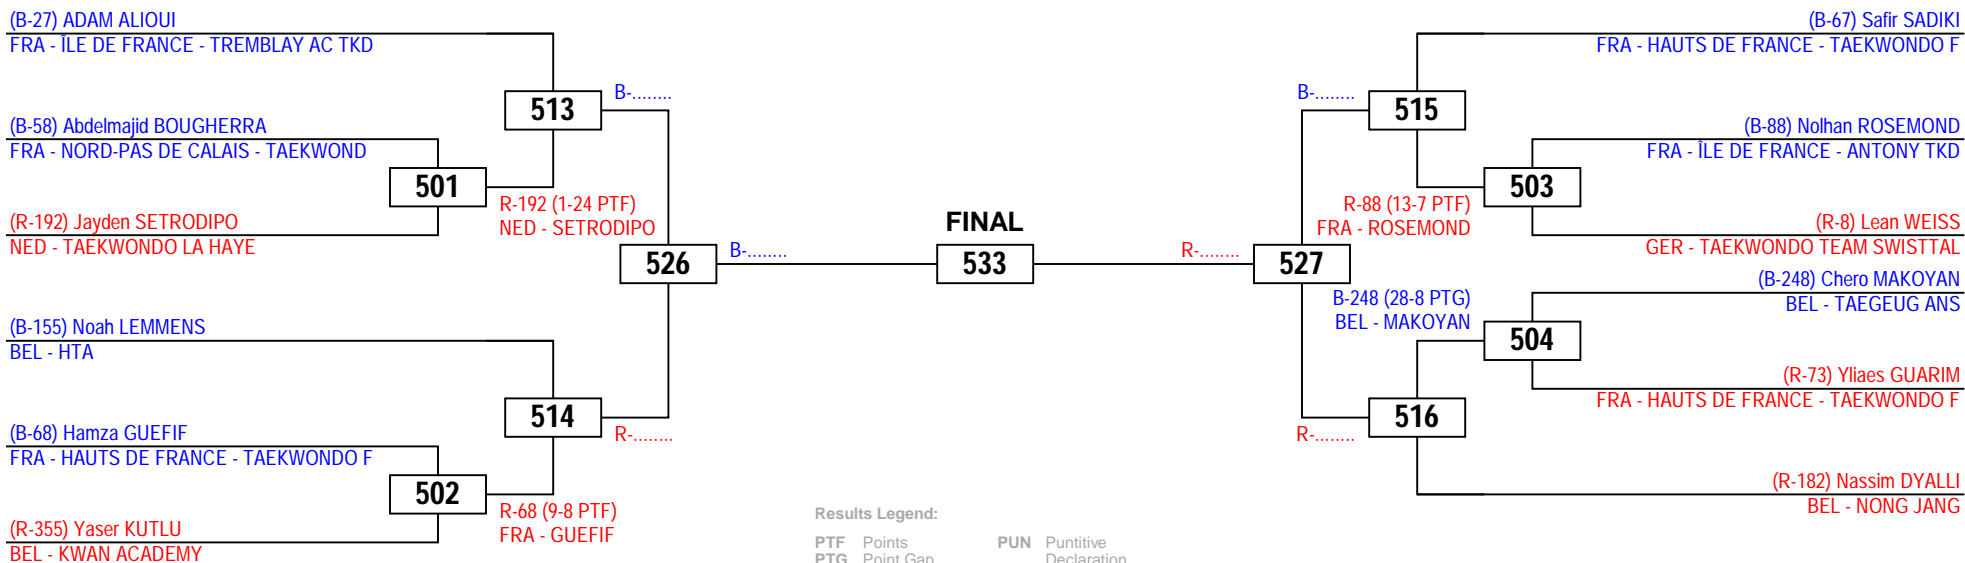 (B-27) ADAM ALIOUI
FRA - ÎLE DE FRANCE - TREMBLAY AC TKD
513
B-........
(B-58) Abdelmajid BOUGHERRA
FRA - NORD-PAS DE CALAIS - TAEKWOND
501
R-192 (1-24 PTF)
NED - SETRODIPO
(R-192) Jayden SETRODIPO
NED - TAEKWONDO LA HAYE
526
B-........
(B-155) Noah LEMMENS
BEL - HTA
514
R-........
(B-68) Hamza GUEFIF
FRA - HAUTS DE FRANCE - TAEKWONDO F
502
R-68 (9-8 PTF)
FRA - GUEFIF
(R-355) Yaser KUTLU
BEL - KWAN ACADEMY
FINAL
533
(B-67) Safir SADIKI
FRA - HAUTS DE FRANCE - TAEKWONDO F
B-........
515
(B-88) Nolhan ROSEMOND
FRA - ÎLE DE FRANCE - ANTONY TKD
503
R-88 (13-7 PTF)
FRA - ROSEMOND
(R-8) Lean WEISS
GER - TAEKWONDO TEAM SWISTTAL
R-........
527
(B-248) Chero MAKOYAN
BEL - TAEGEUG ANS
B-248 (28-8 PTG)
BEL - MAKOYAN
504
(R-73) Yliaes GUARIM
FRA - HAUTS DE FRANCE - TAEKWONDO F
R-........
516
(R-182) Nassim DYALLI
BEL - NONG JANG
Results Legend:
PTF Points
PTG Point Gap
PUN Puntitive
Declaration